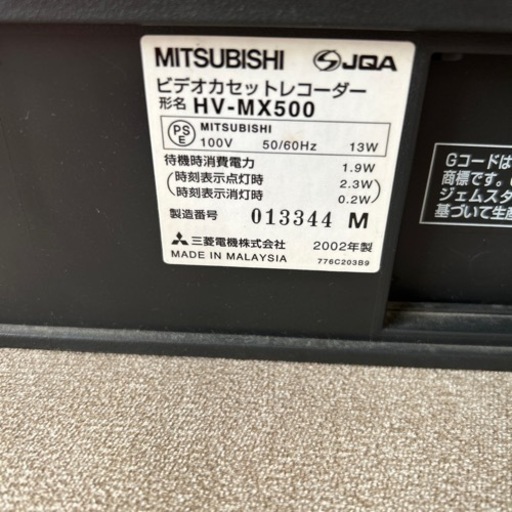 MITSUBISHI JQA
ビデオカセットレコーダー
形名 HV-MX500
PS E MITSUBISHI
100V 50/60Hz 13W
待機時消費電力 1.9W
(時刻表示点灯時 2.3W)
(時刻表示消灯時 0.2W)
製造番号 013344 M
三菱電機株式会社 2002年製
MADE IN MALAYSIA 776C203B9
Gコードは
商標です。
ジェムスタ
基づいて生産